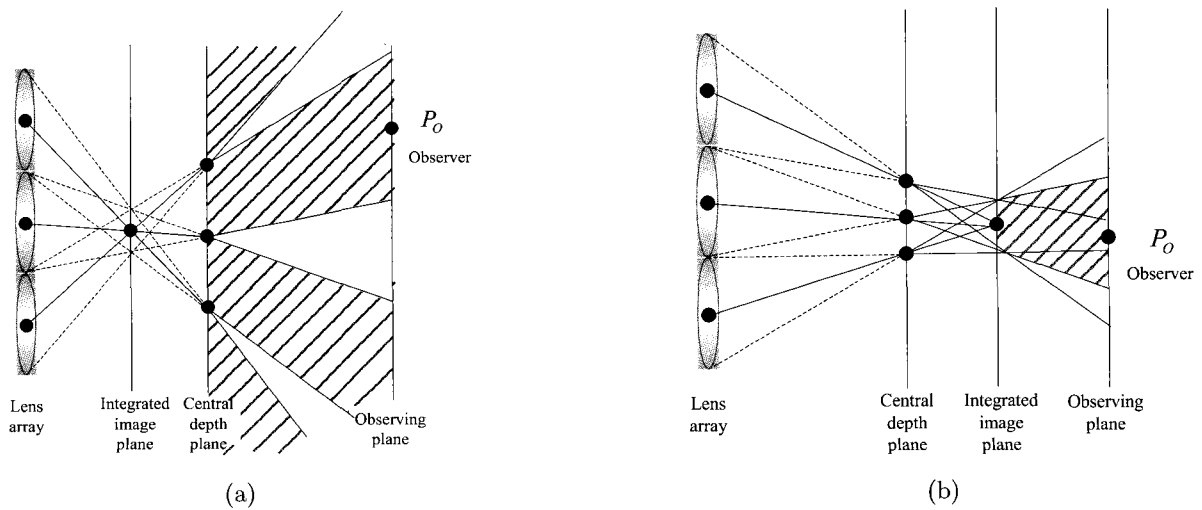 P_O
Observer
Lens
array
Integrated
image
plane
Central
depth
plane
Observing
plane
(a)
P_O
Observer
Lens
array
Central
depth
plane
Integrated
image
plane
Observing
plane
(b)